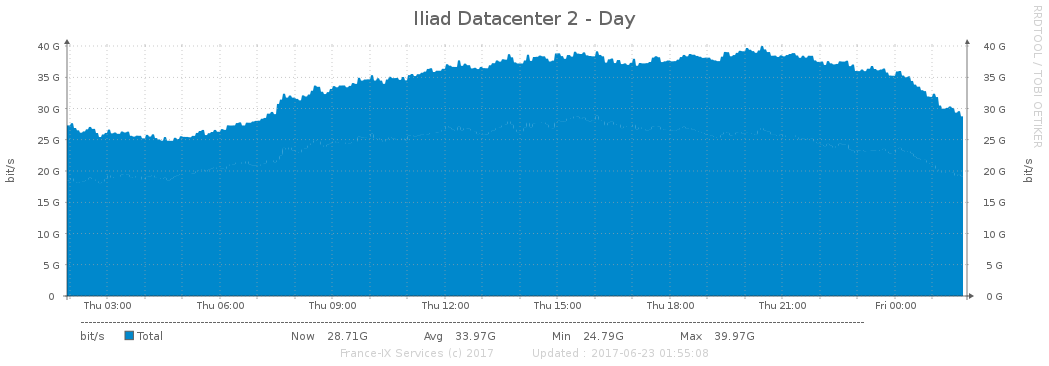 Iliad Datacenter 2 - Day
RRDTOOL / TOBI OETIKER
bit/s
40 G 40 G
35 G 35 G
30 G 30 G
25 G 25 G
20 G 20 G
15 G 15 G
10 G 10 G
5 G 5 G
0 0 G
bit/s
Thu 03:00 Thu 06:00 Thu 09:00 Thu 12:00 Thu 15:00 Thu 18:00 Thu 21:00 Fri 00:00
bit/s Total Now 28.71G Avg 33.97G Min 24.79G Max 39.97G
France-IX Services (c) 2017 Updated : 2017-06-23 01:55:08